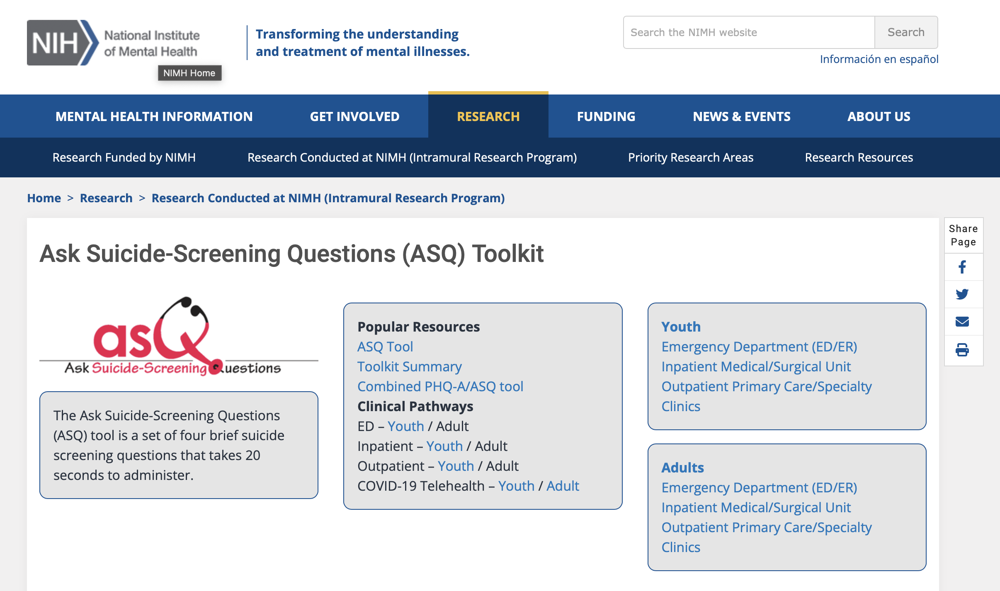 NIH
National Institute
of Mental Health
NIMH Home
Transforming the understanding
and treatment of mental illnesses.
Search the NIMH website
Search
Información en español
MENTAL HEALTH INFORMATION
GET INVOLVED
RESEARCH
FUNDING
NEWS & EVENTS
ABOUT US
Research Funded by NIMH
Research Conducted at NIMH (Intramural Research Program)
Priority Research Areas
Research Resources
Home > Research > Research Conducted at NIMH (Intramural Research Program)
Share
Page
Ask Suicide-Screening Questions (ASQ) Toolkit
asQ
Ask Suicide-Screening Questions
The Ask Suicide-Screening Questions
(ASQ) tool is a set of four brief suicide
screening questions that takes 20
seconds to administer.
Popular Resources
ASQ Tool
Toolkit Summary
Combined PHQ-A/ASQ tool
Clinical Pathways
ED – Youth / Adult
Inpatient – Youth / Adult
Outpatient – Youth / Adult
COVID-19 Telehealth – Youth / Adult
Youth
Emergency Department (ED/ER)
Inpatient Medical/Surgical Unit
Outpatient Primary Care/Specialty
Clinics
Adults
Emergency Department (ED/ER)
Inpatient Medical/Surgical Unit
Outpatient Primary Care/Specialty
Clinics